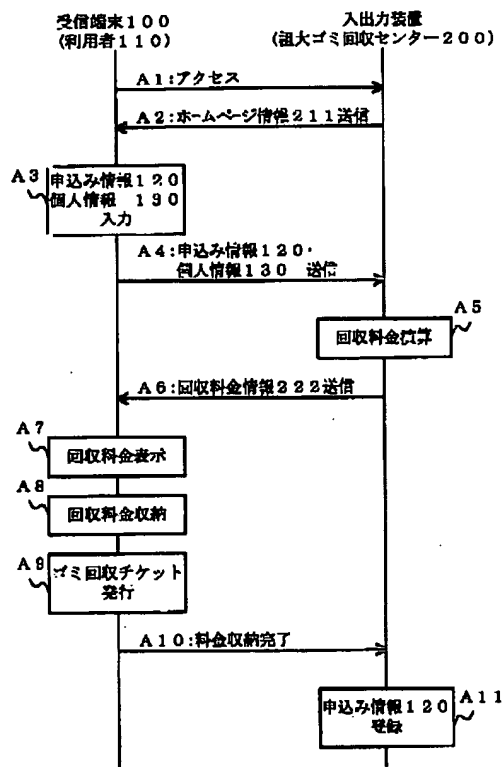 受信端末100
(利用者110)
入出力装置
(粗大ゴミ回収センター200)
A1:アクセス
A2:ホームページ情報211送信
A3
申込み情報120
個人情報 130
入力
A4:申込み情報120・
個人情報130 送信
A5
回収料金演算
A6:回収料金情報222送信
A7
回収料金表示
A8
回収料金収納
A9
ゴミ回収チケット
発行
A10:料金収納完了
A11
申込み情報120
登録